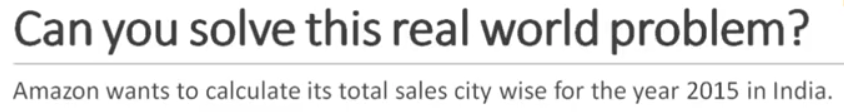 Can you solve this real world problem?
Amazon wants to calculate its total sales city wise for the year 2015 in India.